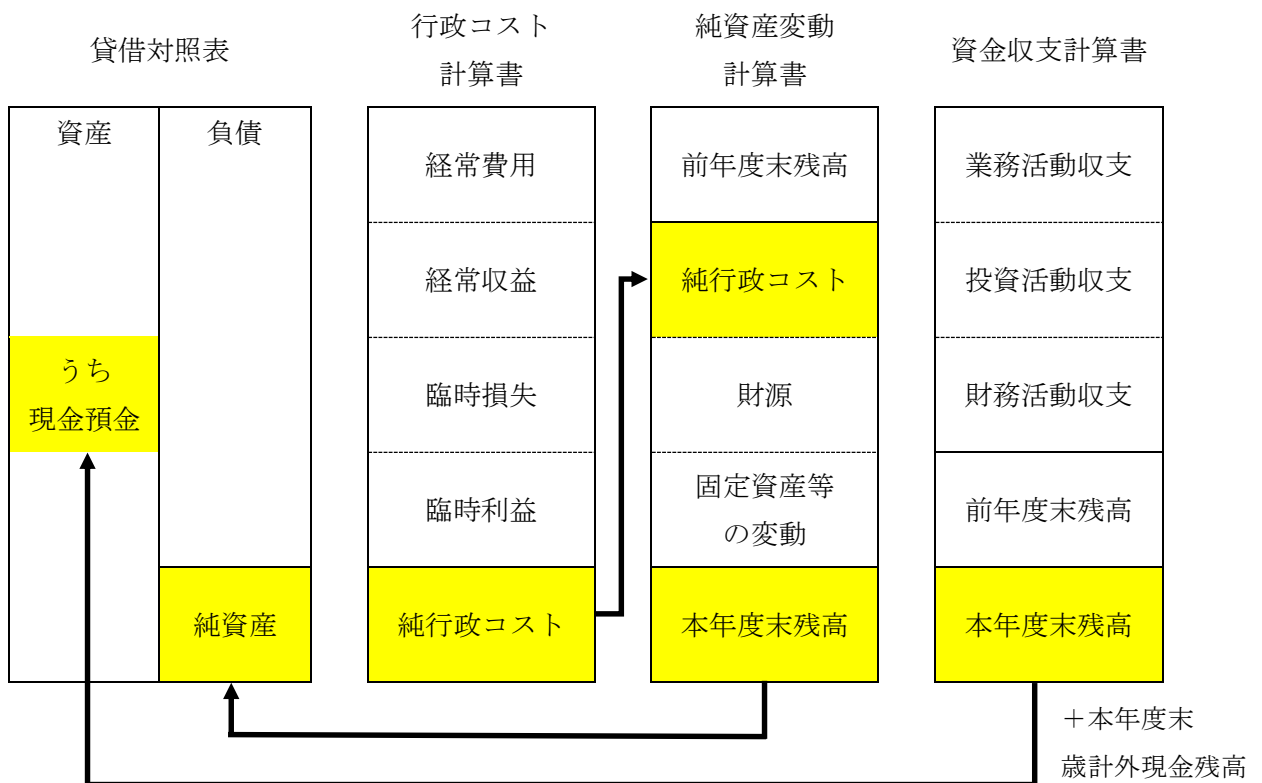 貸借対照表
資産
負債
うち
現金預金
純資産
行政コスト
計算書
経常費用
経常収益
臨時損失
臨時利益
純行政コスト
純資産変動
計算書
前年度末残高
純行政コスト
財源
固定資産等
の変動
本年度末残高
資金収支計算書
業務活動収支
投資活動収支
財務活動収支
前年度末残高
本年度末残高
＋本年度末
歳計外現金残高